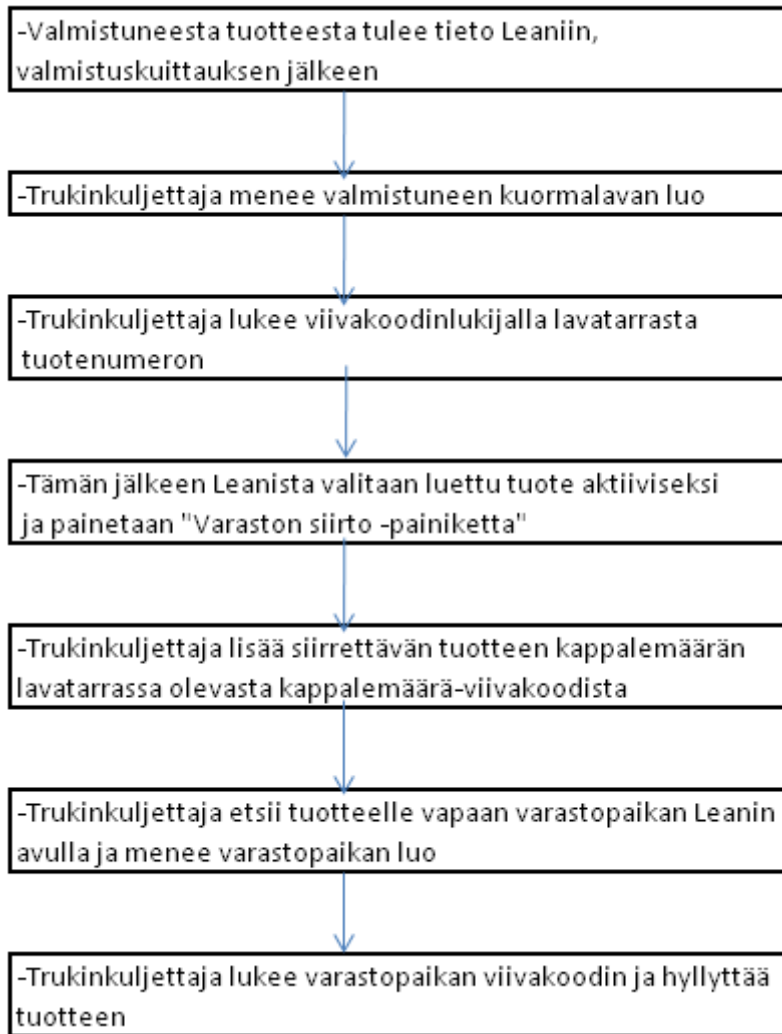 -Valmistuneesta tuotteesta tulee tieto Leaniin,
valmistuskuittauksen jälkeen
-Trukinkuljettaja menee valmistuneen kuormalavan luo
-Trukinkuljettaja lukee viivakoodinlukijalla lavatarrasta
tuotenumeron
-Tämän jälkeen Leanista valitaan luettu tuote aktiiviseksi
ja painetaan "Varaston siirto -painiketta"
-Trukinkuljettaja lisää siirrettävän tuotteen kappalemäärän
lavatarrassa olevasta kappalemäärä-viivakoodista
-Trukinkuljettaja etsii tuotteelle vapaan varastopaikan Leanin
avulla ja menee varastopaikan luo
-Trukinkuljettaja lukee varastopaikan viivakoodin ja hyllyttää
tuotteen